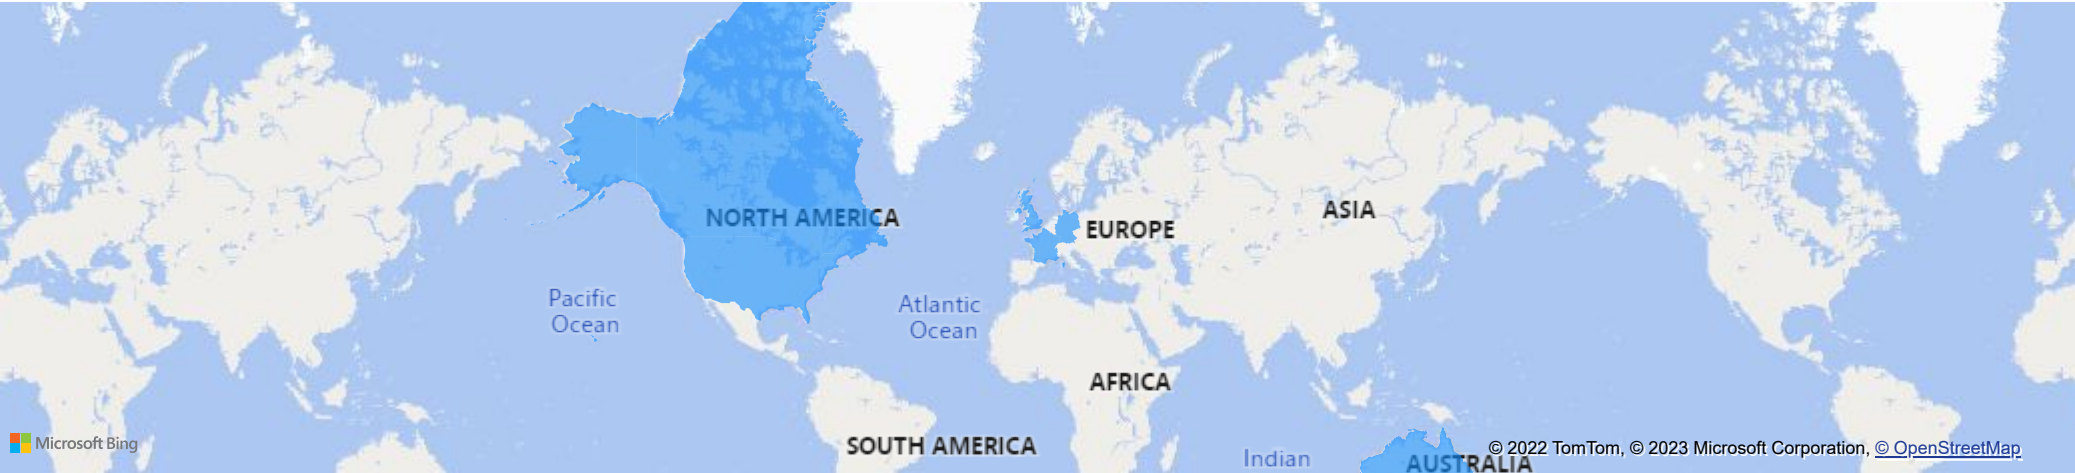 ASIA
NORTH AMERICA
EUROPE
Pacific
Ocean
Atlantic
Ocean
AFRICA
SOUTH AMERICA
Microsoft Bing
Indian
AUSTRALIA
© 2022 TomTom, © 2023 Microsoft Corporation, © OpenStreetMap